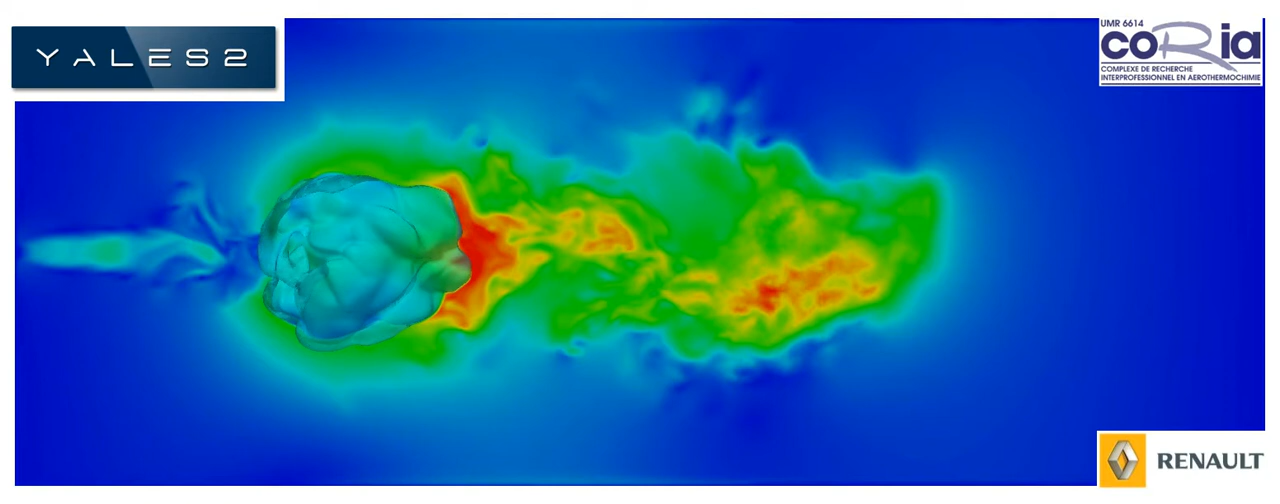 YALES2
UMR 6614
CORIA
COMPLEXE DE RECHERCHE
INTERPROFESSIONNEL EN AEROTHERMOCHIMIE
RENAULT